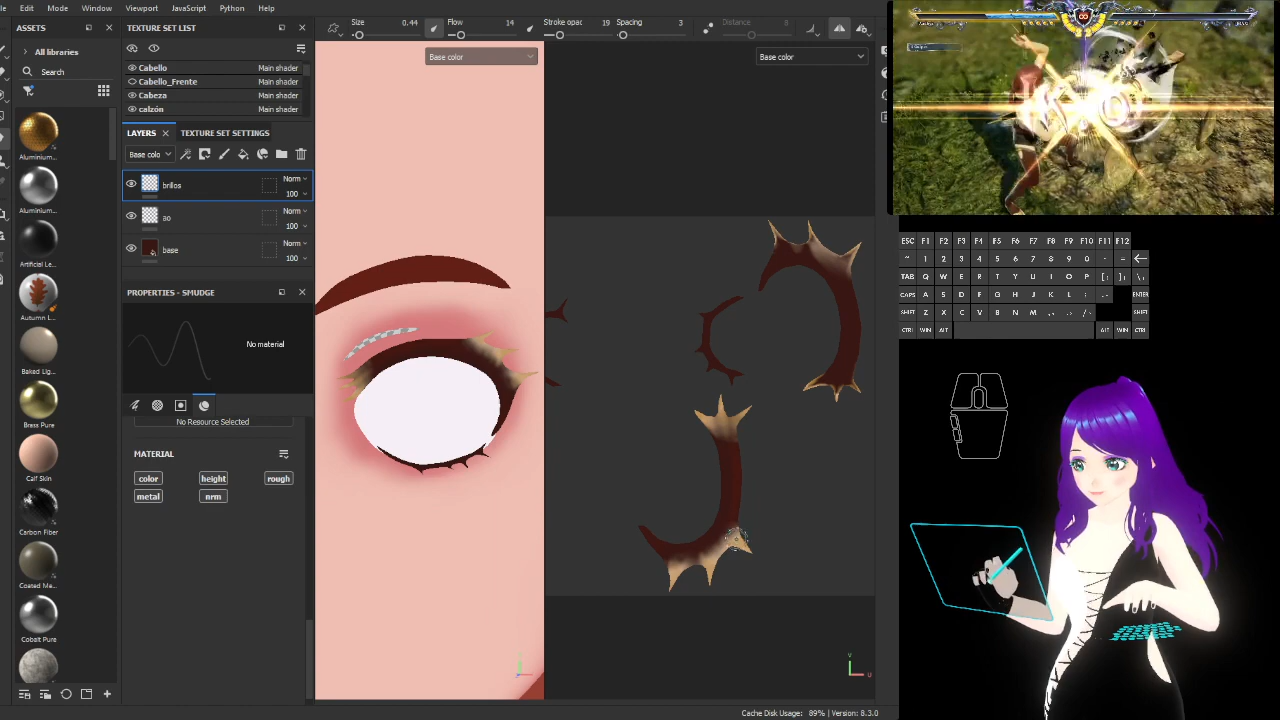 Edit Mode Window Viewport JavaScript Python Help
ASSETS
All libraries
Search
Aluminium...
Aluminium...
Artificial Le...
Autumn L...
Baked Lig...
Brass Pure
Calf Skin
Carbon Fiber
Coated Ma...
Cobalt Pure
TEXTURE SET LIST
Cabello Main shader
Cabello_Frente Main shader
Cabeza Main shader
calzón Main shader
LAYERS TEXTURE SET SETTINGS
Base colo
brillos Norm 100
ao Norm 100
base Norm 100
PROPERTIES - SMUDGE
No material
No Resource Selected
MATERIAL
color height rough
metal nrm
Size 0.44 Flow 14 Stroke opac 19 Spacing 3 Distance 8
Base color
Base color
Cache Disk Usage: 89% | Version: 8.3.0
ESC F1 F2 F3 F4 F5 F6 F7 F8 F9 F10 F11 F12
~ 1 2 3 4 5 6 7 8 9 0 - =
TAB Q W E R T Y U I O P
CAPS A S D F G H J K L ENTER
SHIFT Z X C V B N M SHIFT
CTRL WIN ALT ALT WIN CTRL